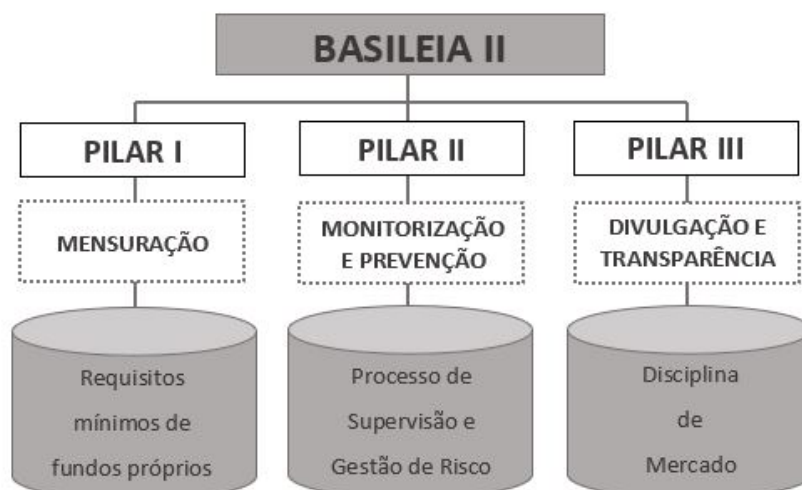 BASILEIA II
PILAR I
PILAR II
PILAR III
MENSURAÇÃO
MONITORIZAÇÃO
E PREVENÇÃO
DIVULGAÇÃO E
TRANSPARÊNCIA
Requisitos
mínimos de
fundos próprios
Processo de
Supervisão e
Gestão de Risco
Disciplina
de
Mercado